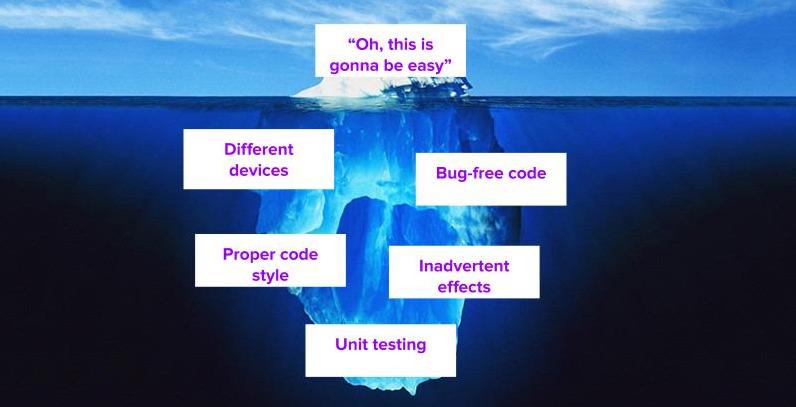 “Oh, this is
gonna be easy”
Different
devices
Bug-free code
Proper code
style
Inadvertent
effects
Unit testing